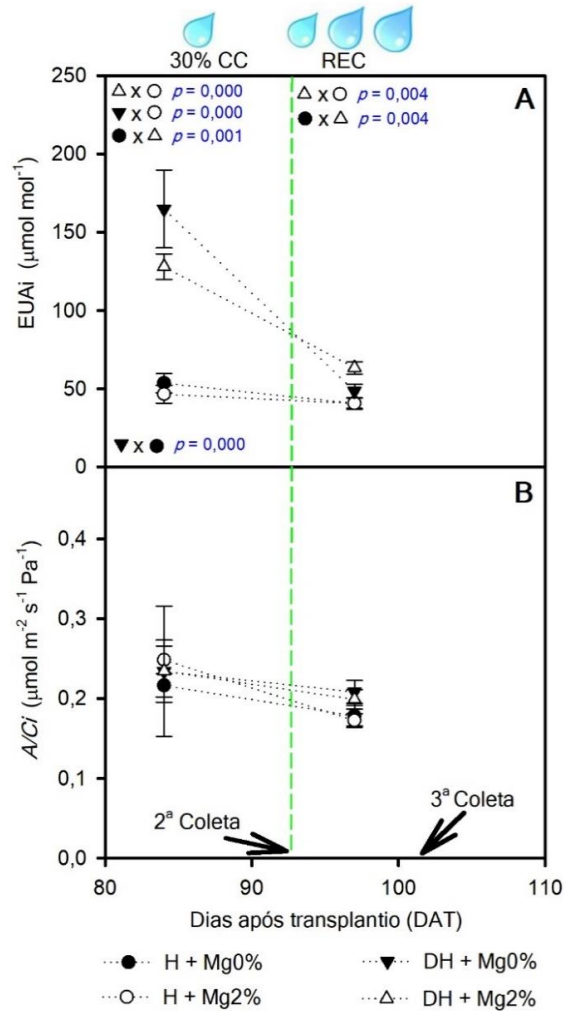 30% CC REC
250
200
150
100
50
0
EUAi (µmol mol⁻¹)
A
△ x ○ p = 0,000
▼ x ○ p = 0,000
● x △ p = 0,001
△ x ○ p = 0,004
● x △ p = 0,004
▼ x ● p = 0,000
B
0,4
0,3
0,2
0,1
0,0
A/Ci (µmol m⁻² s⁻¹ Pa⁻¹)
2ª Coleta
3ª Coleta
80 90 100 110
Dias após transplantio (DAT)
H + Mg0% DH + Mg0%
H + Mg2% DH + Mg2%